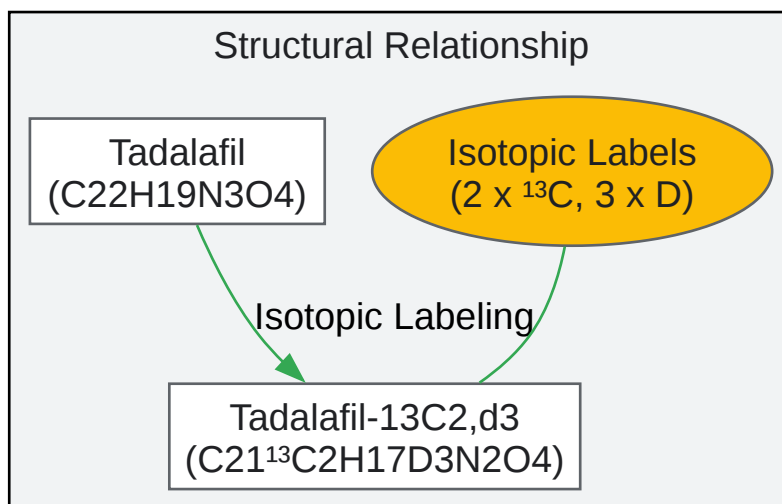 Structural Relationship
Tadalafil
(C22H19N3O4)
Isotopic Labels
(2 x ¹³C, 3 x D)
Isotopic Labeling
Tadalafil-13C2,d3
(C21¹³C2H17D3N2O4)